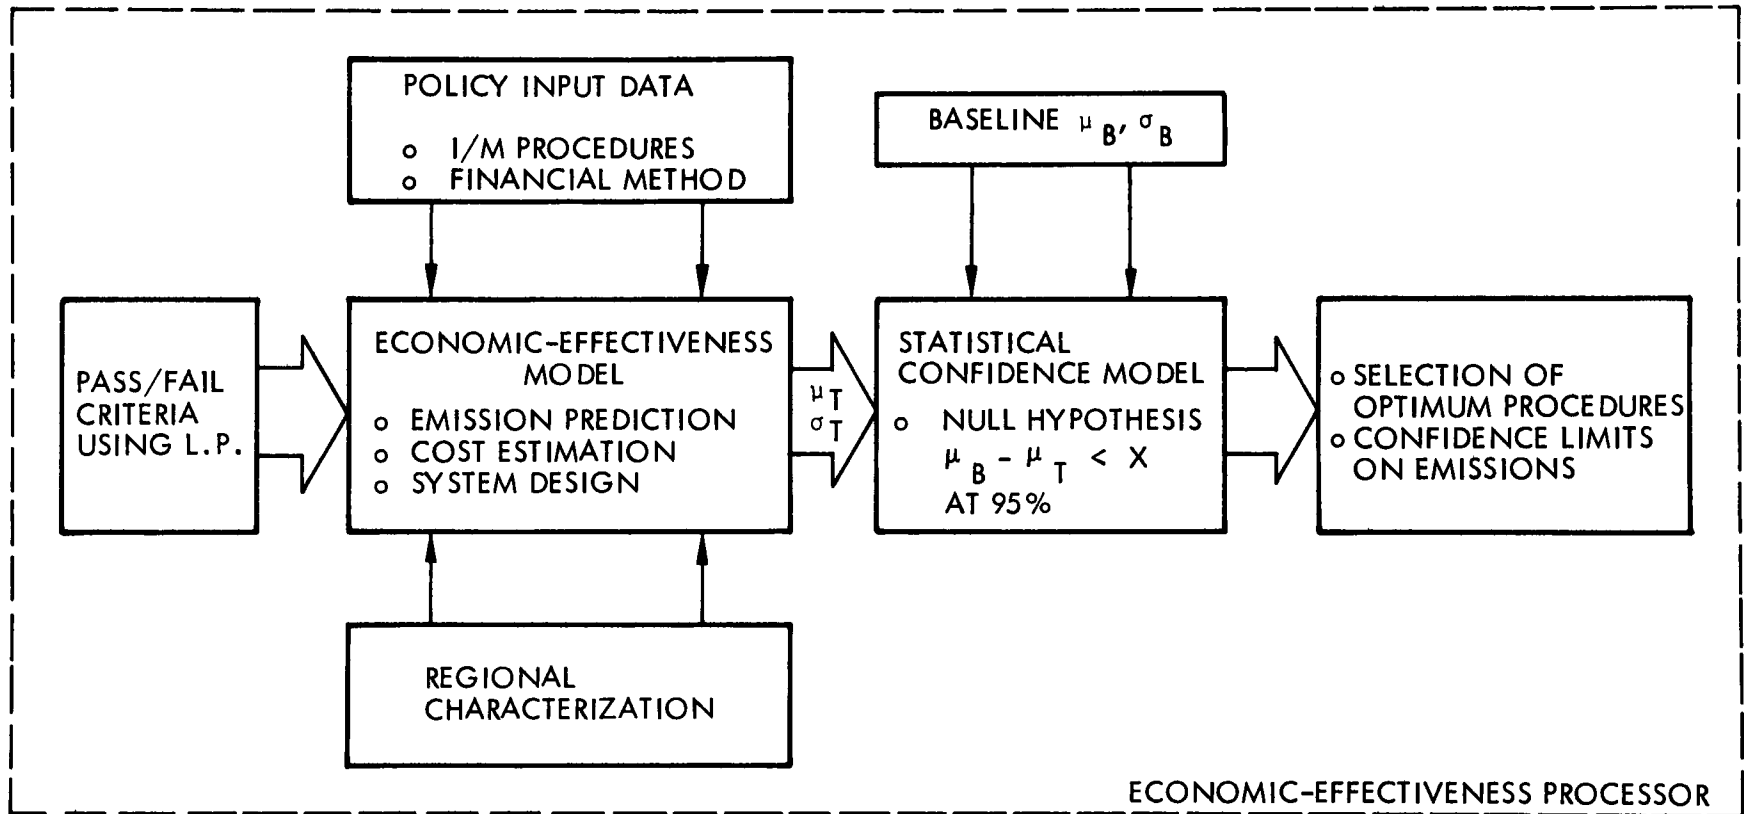 POLICY INPUT DATA
o I/M PROCEDURES
o FINANCIAL METHOD
BASELINE μB, σB
PASS/FAIL
CRITERIA
USING L.P.
ECONOMIC-EFFECTIVENESS
MODEL
o EMISSION PREDICTION
o COST ESTIMATION
o SYSTEM DESIGN
μT
σT
STATISTICAL
CONFIDENCE MODEL
o NULL HYPOTHESIS
μB - μT < X
AT 95%
o SELECTION OF
OPTIMUM PROCEDURES
o CONFIDENCE LIMITS
ON EMISSIONS
REGIONAL
CHARACTERIZATION
ECONOMIC-EFFECTIVENESS PROCESSOR